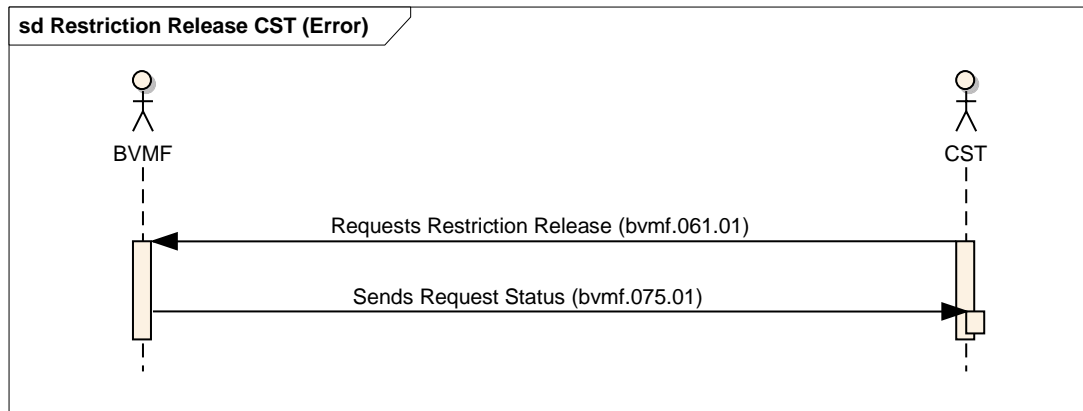 sd Restriction Release CST (Error)
BVMF
CST
Requests Restriction Release (bvmf.061.01)
Sends Request Status (bvmf.075.01)